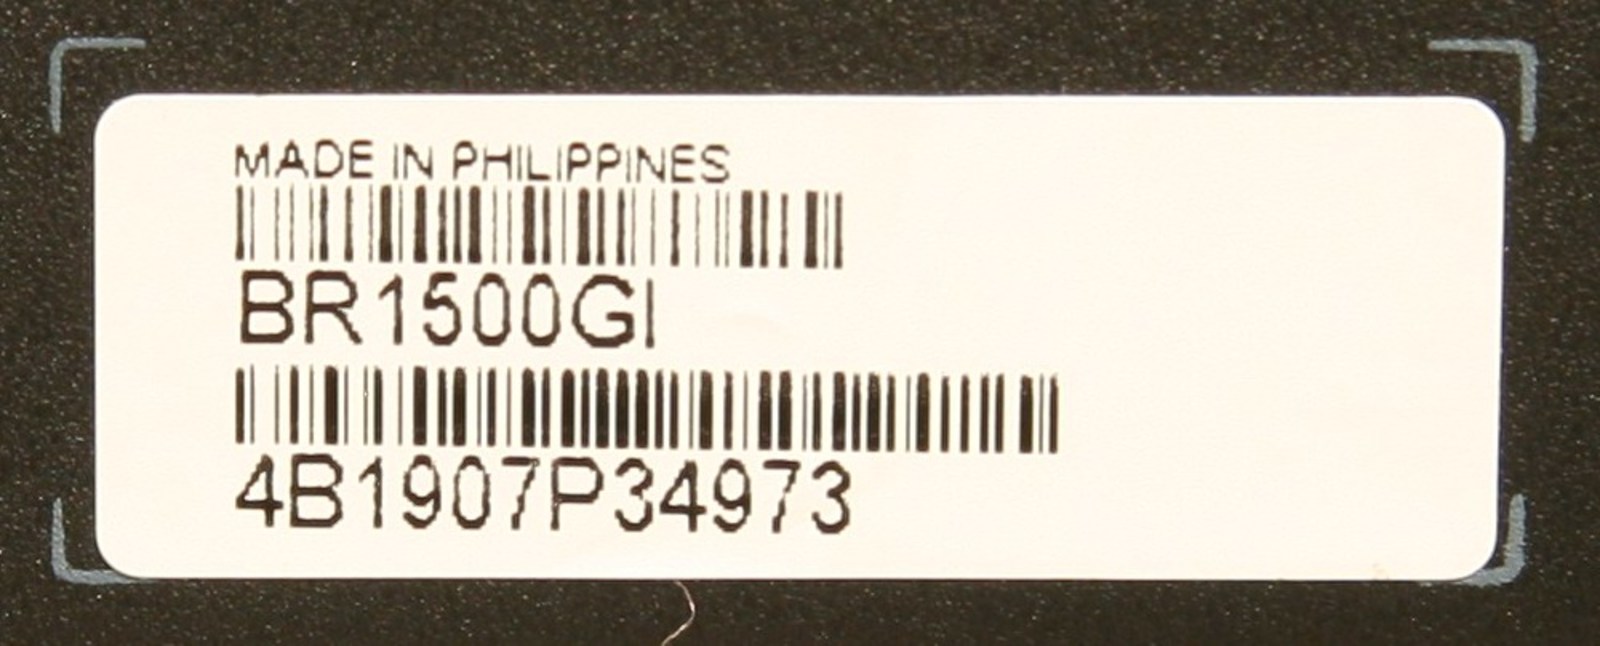 MADE IN PHILIPPINES
BR1500GI
4B1907P34973